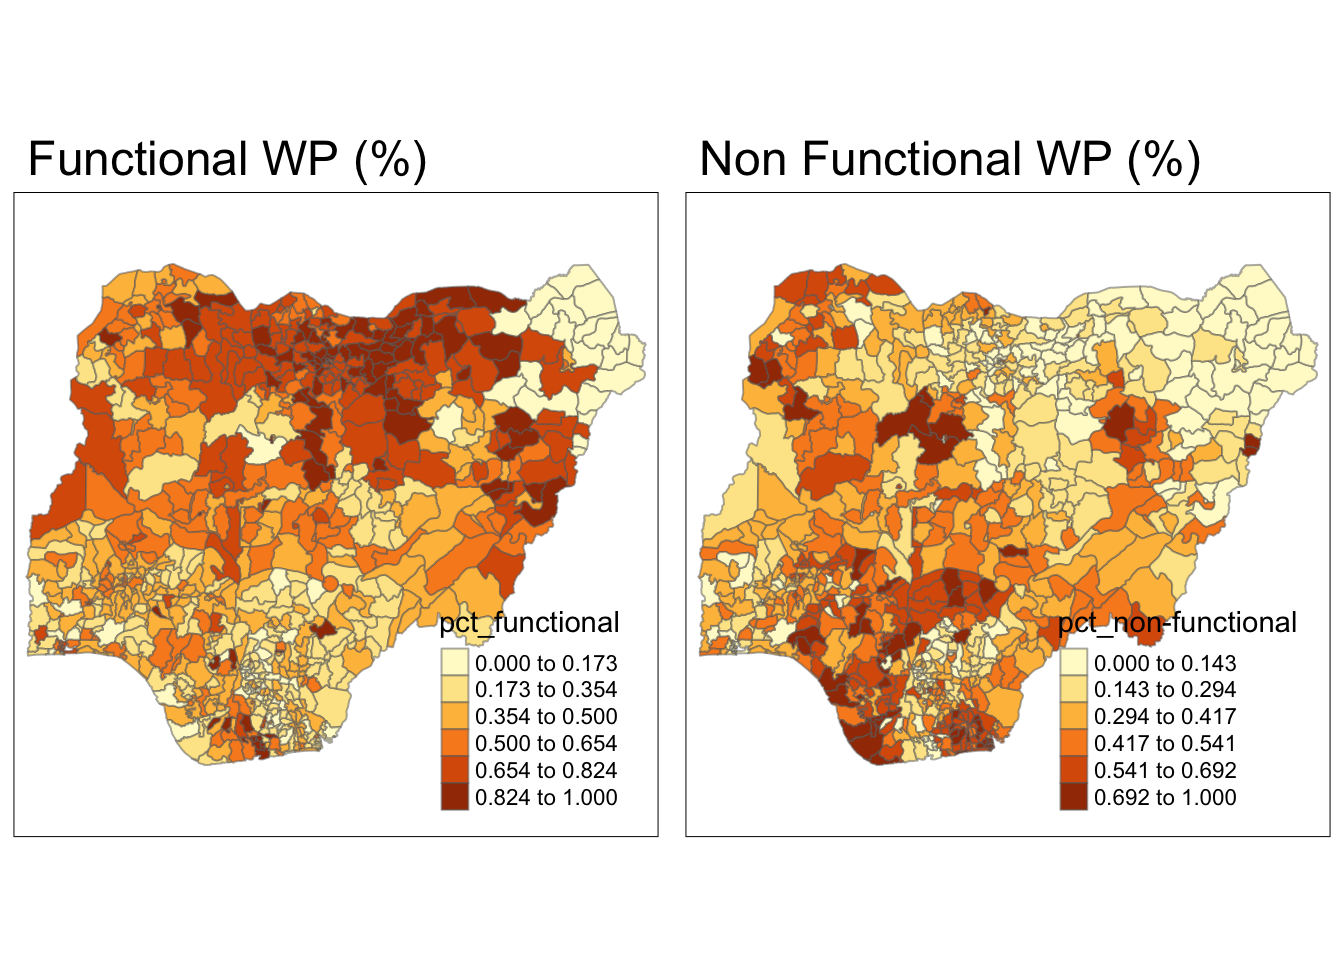 Functional WP (%)
pct_functional
0.000 to 0.173
0.173 to 0.354
0.354 to 0.500
0.500 to 0.654
0.654 to 0.824
0.824 to 1.000
Non Functional WP (%)
pct_non-functional
0.000 to 0.143
0.143 to 0.294
0.294 to 0.417
0.417 to 0.541
0.541 to 0.692
0.692 to 1.000